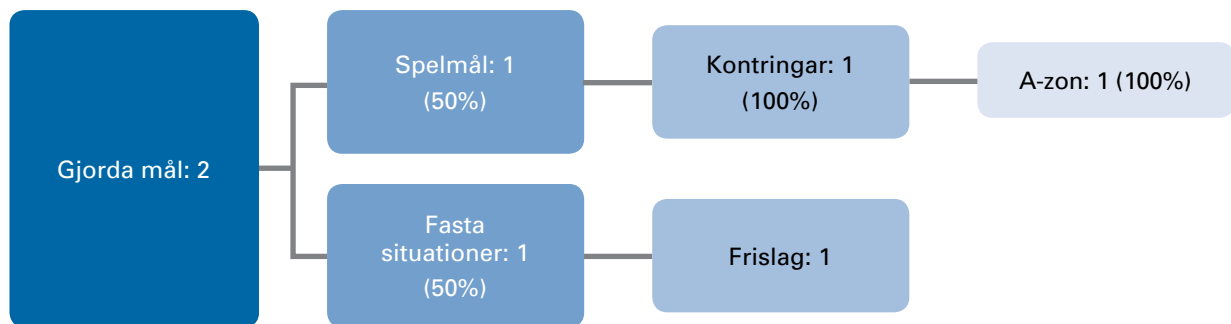 Gjorda mål: 2
Spelmål: 1
(50%)
Kontringar: 1
(100%)
A-zon: 1 (100%)
Fasta
situationer: 1
(50%)
Frislag: 1